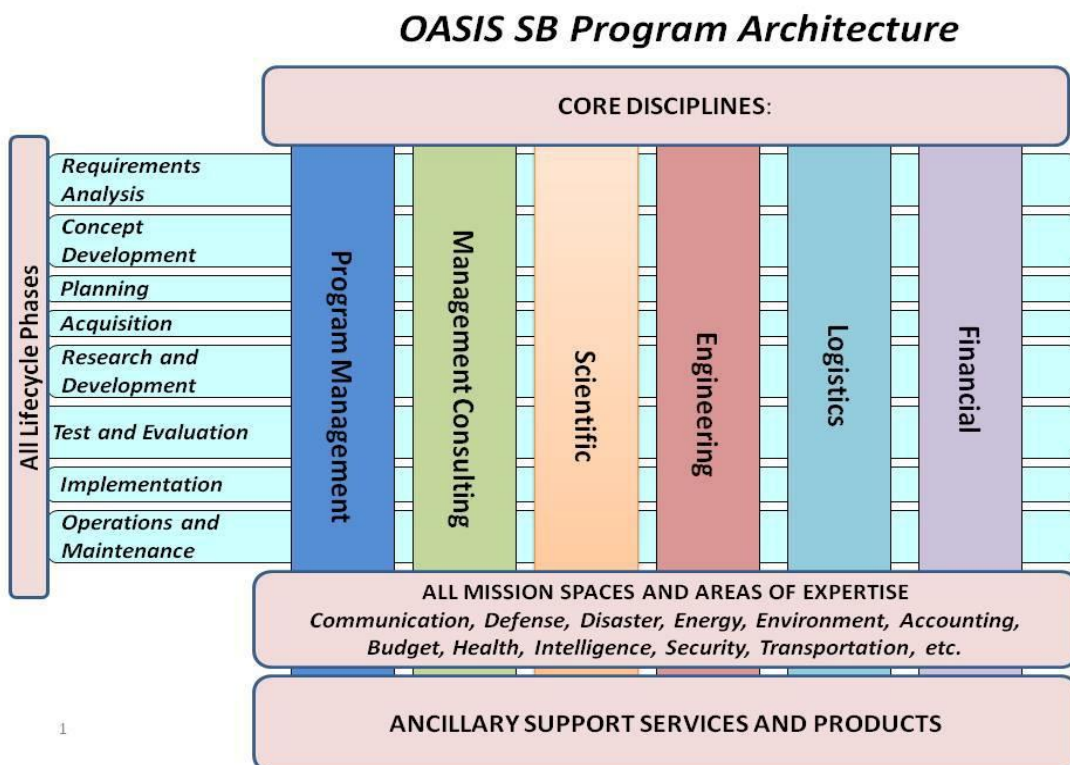 OASIS SB Program Architecture
CORE DISCIPLINES:
All Lifecycle Phases
Requirements
Analysis
Concept
Development
Planning
Acquisition
Research and
Development
Test and Evaluation
Implementation
Operations and
Maintenance
Program Management
Management Consulting
Scientific
Engineering
Logistics
Financial
ALL MISSION SPACES AND AREAS OF EXPERTISE
Communication, Defense, Disaster, Energy, Environment, Accounting,
Budget, Health, Intelligence, Security, Transportation, etc.
ANCILLARY SUPPORT SERVICES AND PRODUCTS
1